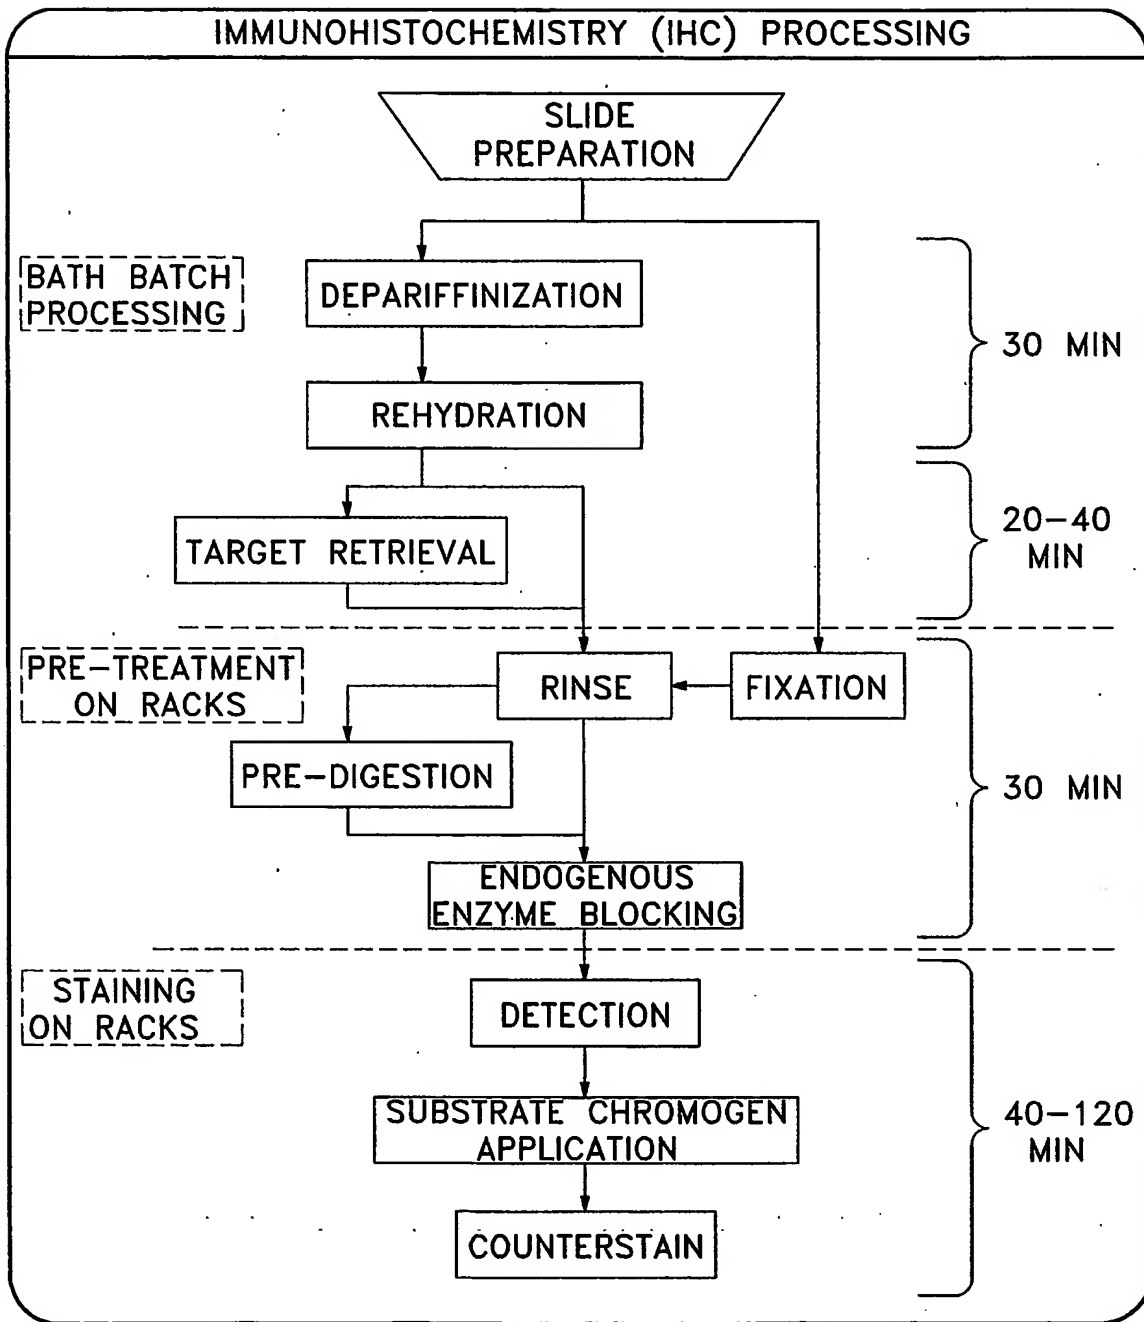 IMMUNOHISTOCHEMISTRY (IHC) PROCESSING
SLIDE
PREPARATION
BATH BATCH
PROCESSING
DEPARIFFINIZATION
30 MIN
REHYDRATION
TARGET RETRIEVAL
20-40
MIN
PRE-TREATMENT
ON RACKS
RINSE
FIXATION
PRE-DIGESTION
30 MIN
ENDOGENOUS
ENZYME BLOCKING
STAINING
ON RACKS
DETECTION
SUBSTRATE CHROMOGEN
APPLICATION
40-120
MIN
COUNTERSTAIN